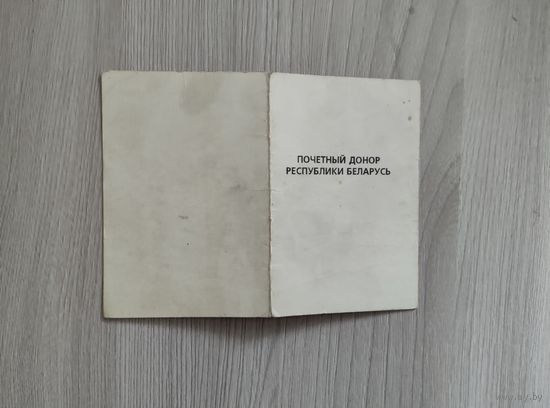 ПОЧЕТНЫЙ ДОНОР
РЕСПУБЛИКИ БЕЛАРУСЬ